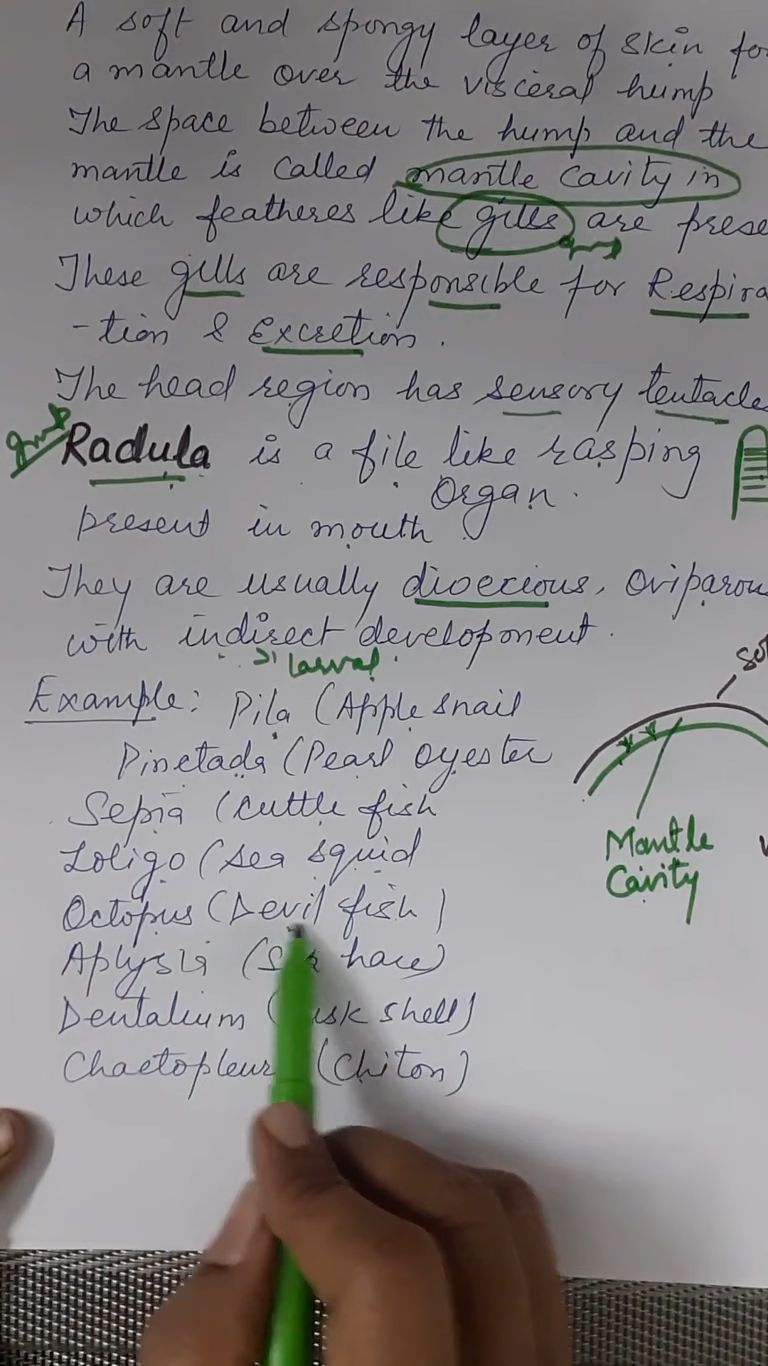 A soft and spongy layer of skin fo
a mantle over the visceral hump
The space between the hump and the
mantle is called mantle cavity in
which featheres like gills are prese
These gills are responsible for Respira
-tion & Excretion.
The head region has sensory tentacle
Radula is a file like rasping
Organ.
present in mouth
They are usually dioecious, Oviparou
with indirect development.
larval.
Example: Pila (Apple snail
Pinctada (Pearl Oyester
Sepia (cuttle fish
Loligo (sea squid
Octopus (Devil fish)
Aplysia hare)
Dentalium shell)
Chaetopleur (Chiton)
Mantle
Cavity